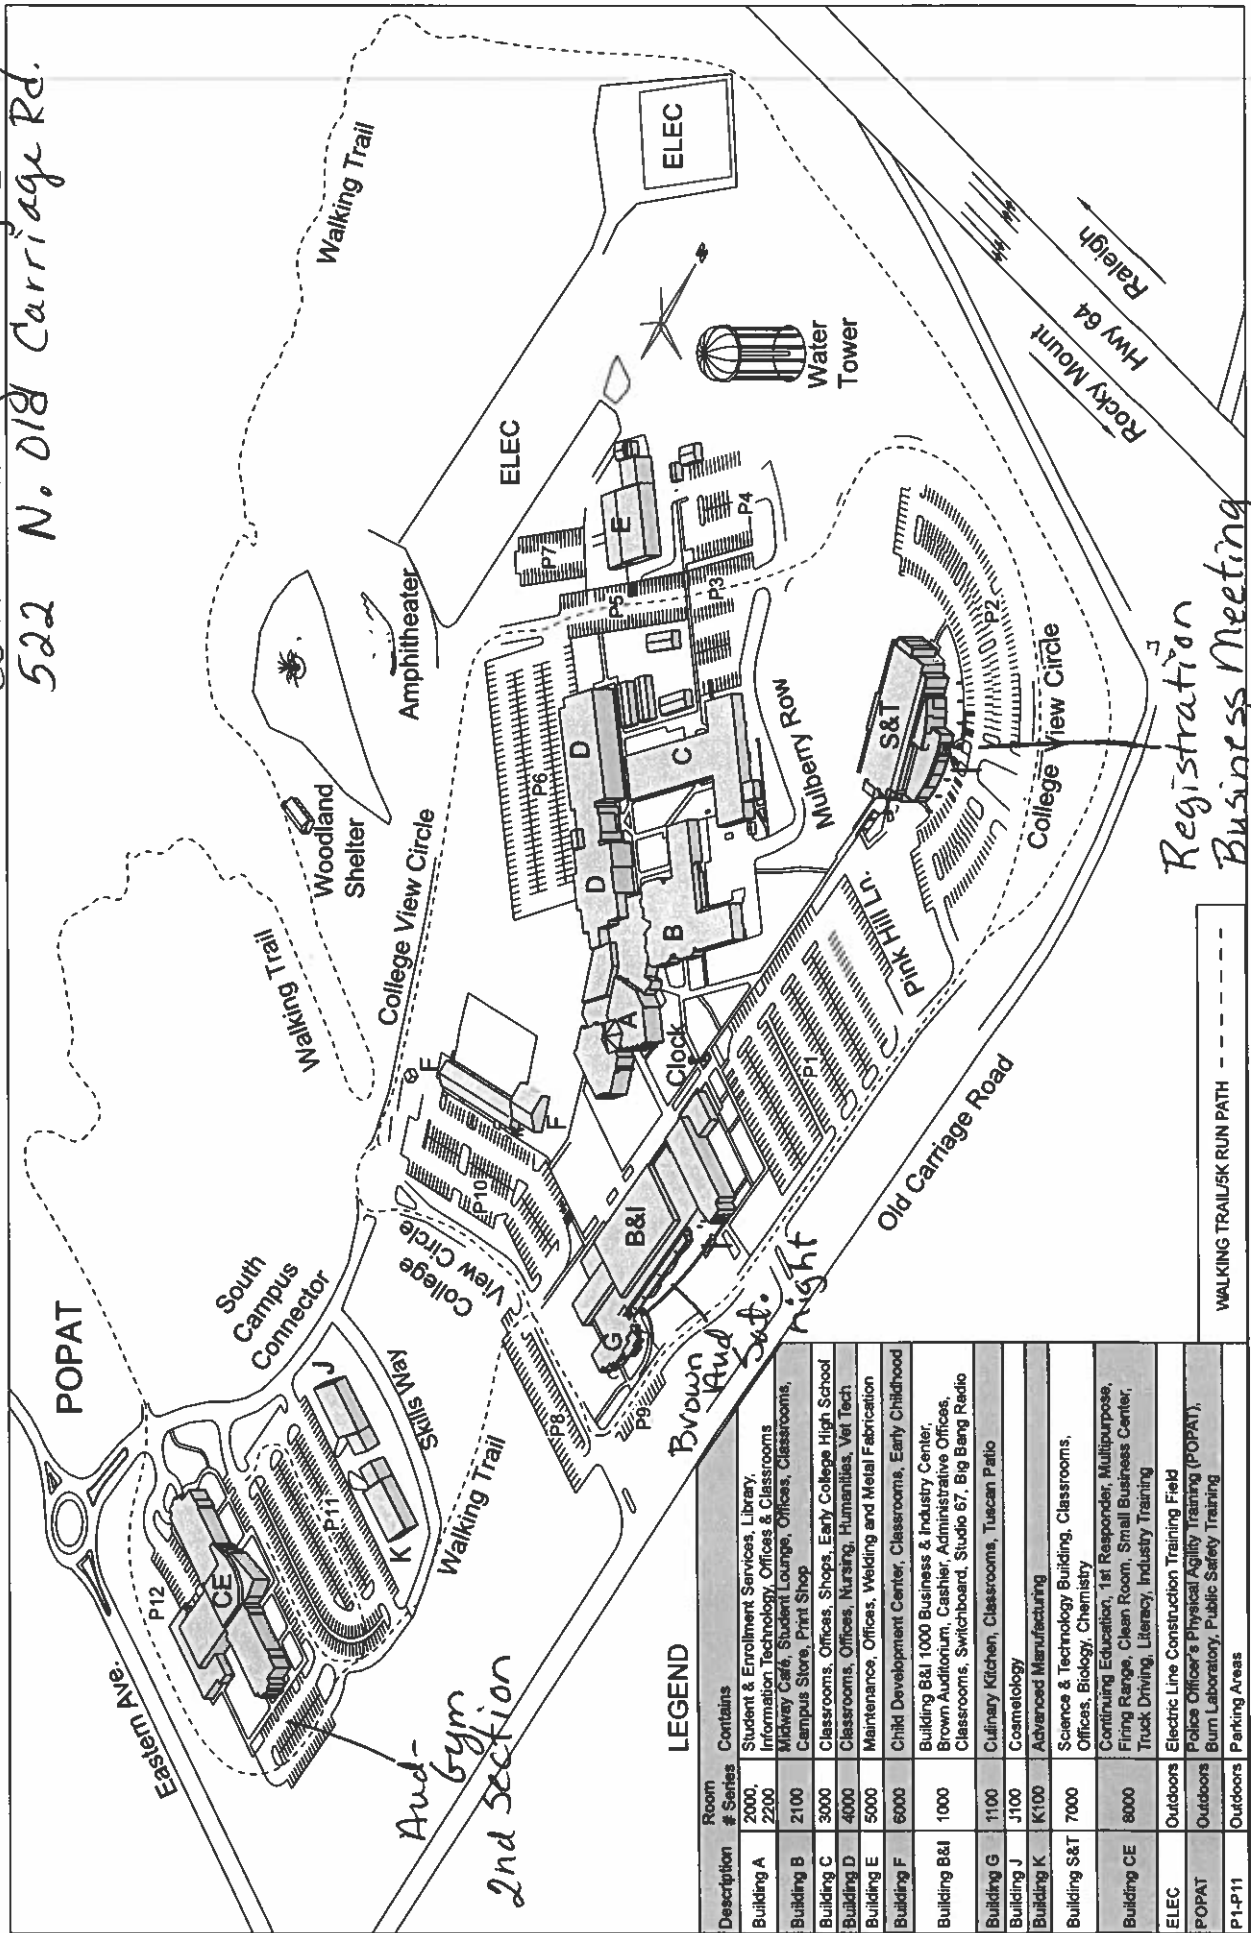 522 N. Old Carriage Rd.
Walking Trail
ELEC
ELEC
Water
Tower
Raleigh
Hwy 64
Rocky Mount
Amphitheater
Woodland
Shelter
Walking Trail
College View Circle
P7
E
P5
P4
P3
P6
D
D
C
B
A
Mulberry Row
S&T
P2
College View Circle
Registration
Business Meeting
Pink Hill Ln.
P1
Clock
F
F
P10
College
View Circle
B&I
G
Old Carriage Road
Brown
Aud
Sat.
night
P8
P9
POPAT
South
Campus
Connector
J
K
Skills Way
Walking Trail
P11
P12
CE
Eastern Ave.
Aud-
Gym
2nd section
WALKING TRAIL/5K RUN PATH - - - - - -
LEGEND
Description Room # Series Contains
Building A 2000, 2200 Student & Enrollment Services, Library,
Information Technology, Offices & Classrooms
Building B 2100 Midway Café, Student Lounge, Offices, Classrooms,
Campus Store, Print Shop
Building C 3000 Classrooms, Offices, Shops, Early College High School
Building D 4000 Classrooms, Offices, Nursing, Humanities, Vet Tech
Building E 5000 Maintenance, Offices, Welding and Metal Fabrication
Building F 6000 Child Development Center, Classrooms, Early Childhood
Building B&I 1000 Building B&I 1000 Business & Industry Center,
Brown Auditorium, Cashier, Administrative Offices,
Classrooms, Switchboard, Studio 67, Big Bang Radio
Building G 1100 Culinary Kitchen, Classrooms, Tuscan Patio
Building J J100 Cosmetology
Building K K100 Advanced Manufacturing
Building S&T 7000 Science & Technology Building, Classrooms,
Offices, Biology, Chemistry
Building CE 8000 Continuing Education, 1st Responder, Multipurpose,
Firing Range, Clean Room, Small Business Center,
Truck Driving, Literacy, Industry Training
ELEC Outdoors Electric Line Construction Training Field
POPAT Outdoors Police Officer's Physical Agility Training (POPAT),
Burn Laboratory, Public Safety Training
P1-P11 Outdoors Parking Areas